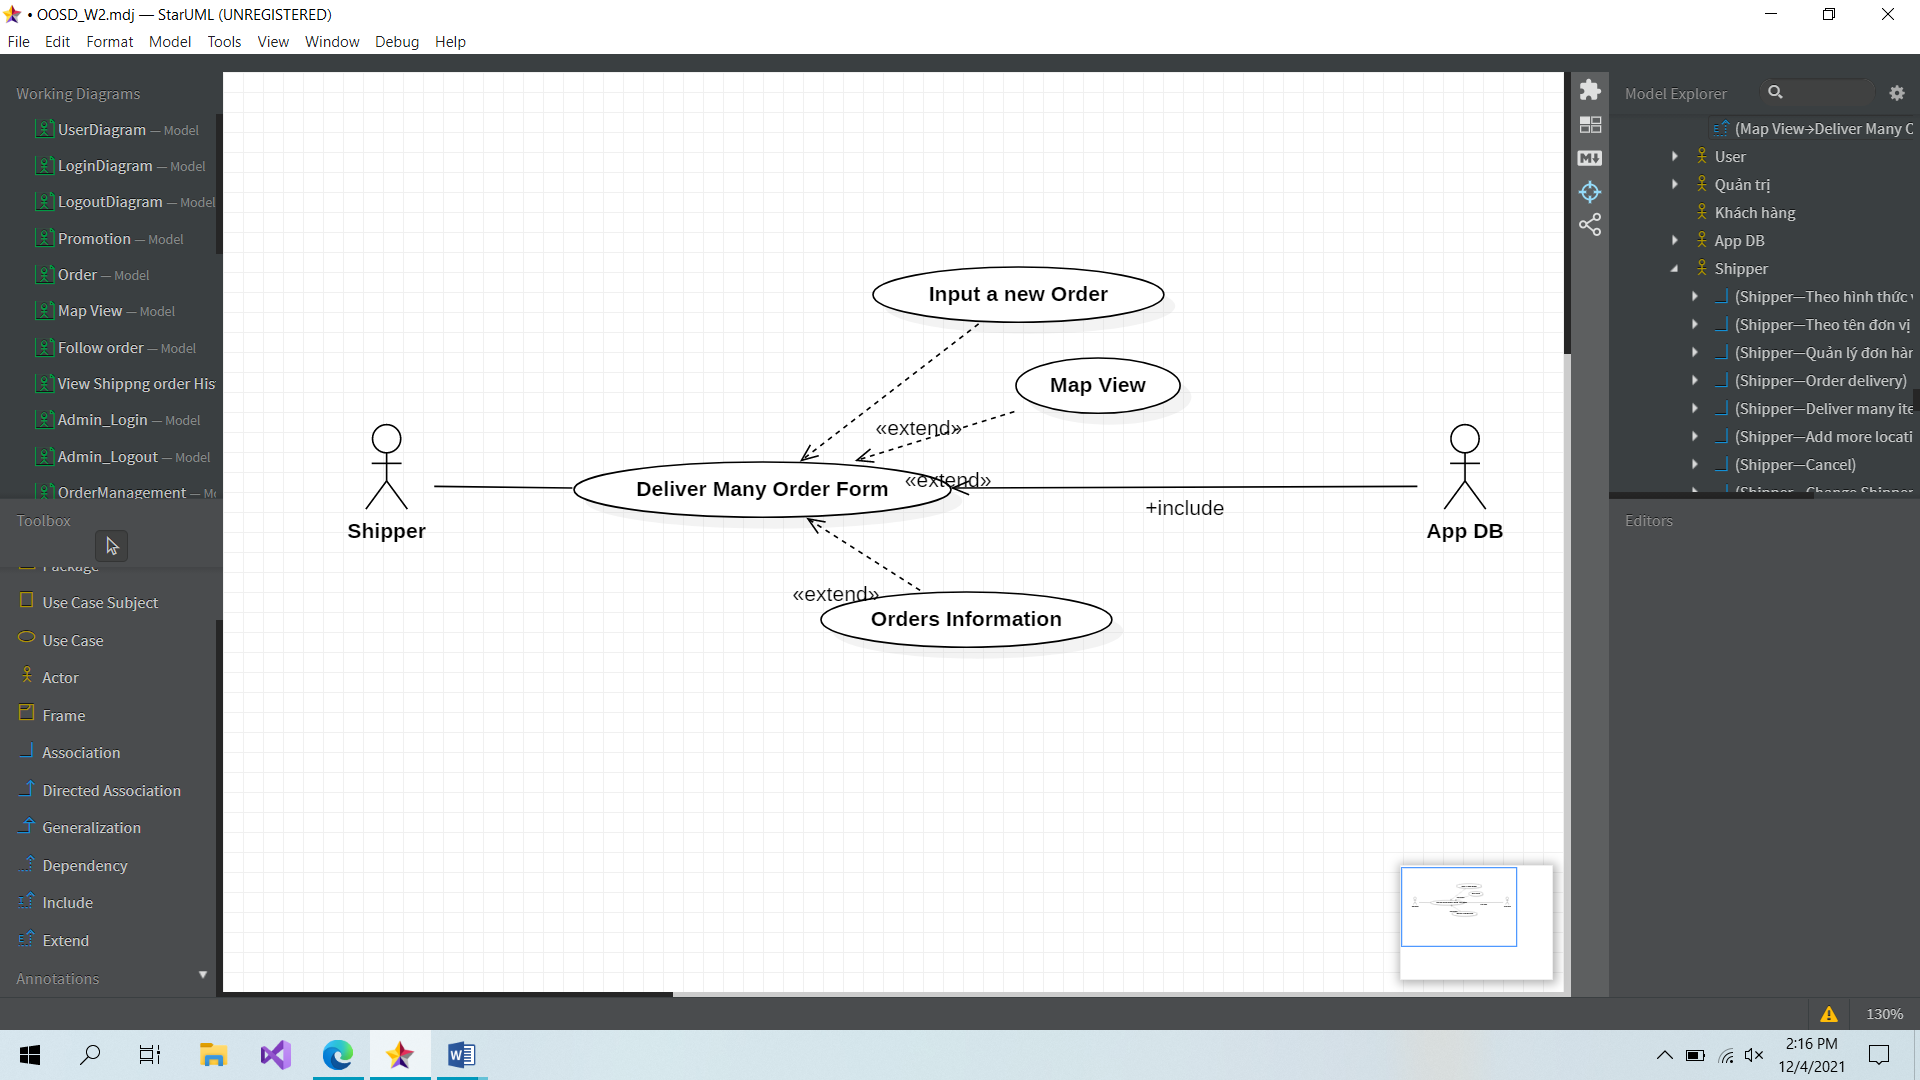 • OOSD_W2.mdj — StarUML (UNREGISTERED)
File Edit Format Model Tools View Window Debug Help
Working Diagrams
UserDiagram — Model
LoginDiagram — Model
LogoutDiagram — Model
Promotion — Model
Order — Model
Map View — Model
Follow order — Model
View Shippng order His
Admin_Login — Model
Admin_Logout — Model
OrderManagement — Mo
Toolbox
Package
Use Case Subject
Use Case
Actor
Frame
Association
Directed Association
Generalization
Dependency
Include
Extend
Annotations
Input a new Order
Map View
«extend»
«extend»
Deliver Many Order Form
+include
Shipper
App DB
«extend»
Orders Information
Model Explorer
(Map View→Deliver Many O
User
Quản trị
Khách hàng
App DB
Shipper
(Shipper—Theo hình thức v
(Shipper—Theo tên đơn vị
(Shipper—Quản lý đơn hàn
(Shipper—Order delivery)
(Shipper—Deliver many ite
(Shipper—Add more locati
(Shipper—Cancel)
(Shipper—Change Shipper
Editors
130%
2:16 PM
12/4/2021